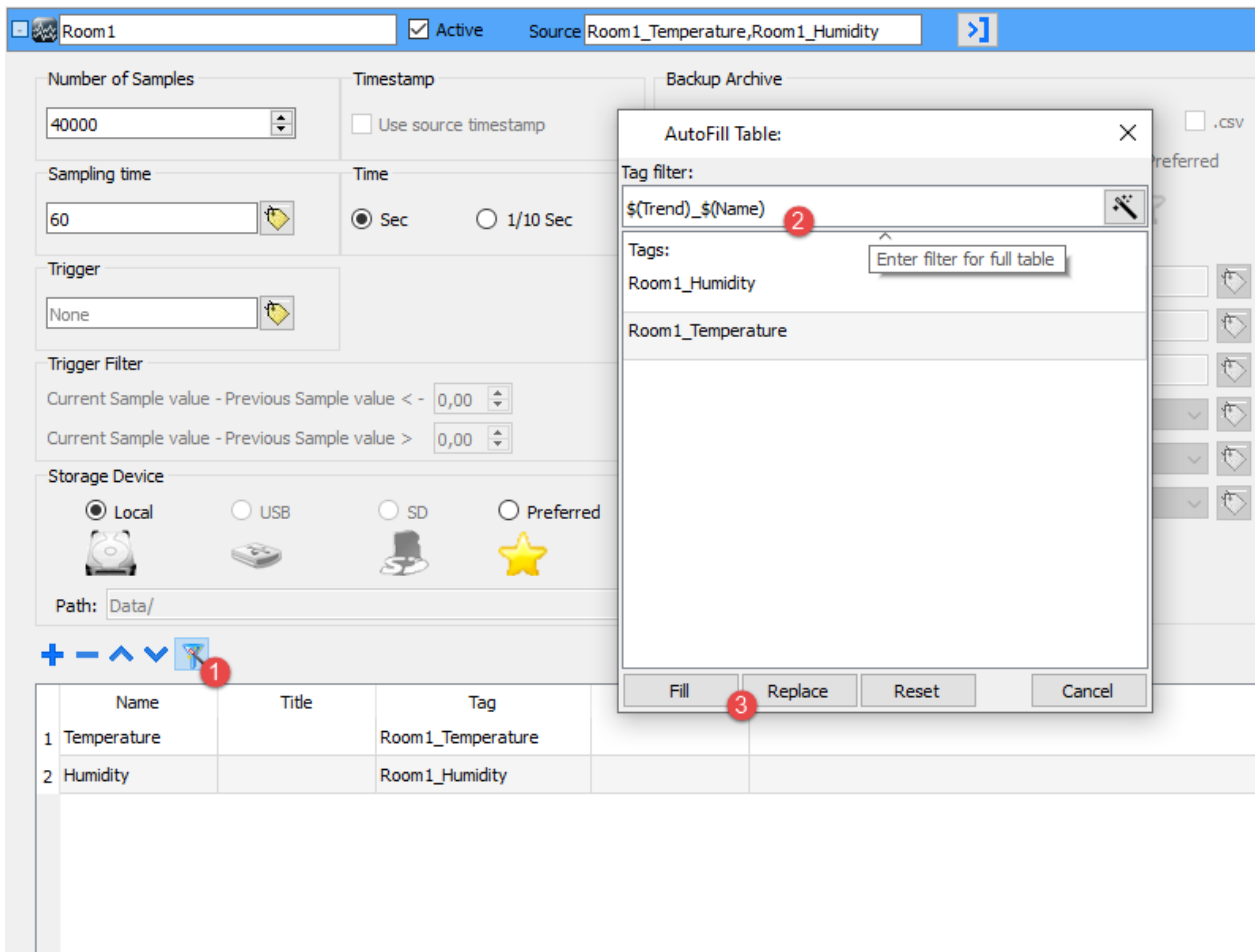 Room1 Active Source Room1_Temperature,Room1_Humidity
Number of Samples Timestamp Backup Archive
40000 Use source timestamp .csv
Sampling time Time
60 Sec 1/10 Sec
Trigger
None
Trigger Filter
Current Sample value - Previous Sample value < - 0,00
Current Sample value - Previous Sample value > 0,00
Storage Device
Local USB SD Preferred
Path: Data/
AutoFill Table:
Tag filter:
$(Trend)_$(Name)
2
Enter filter for full table
Tags:
Room1_Humidity
Room1_Temperature
Fill Replace Reset Cancel
3
1
Name Title Tag
1 Temperature Room1_Temperature
2 Humidity Room1_Humidity